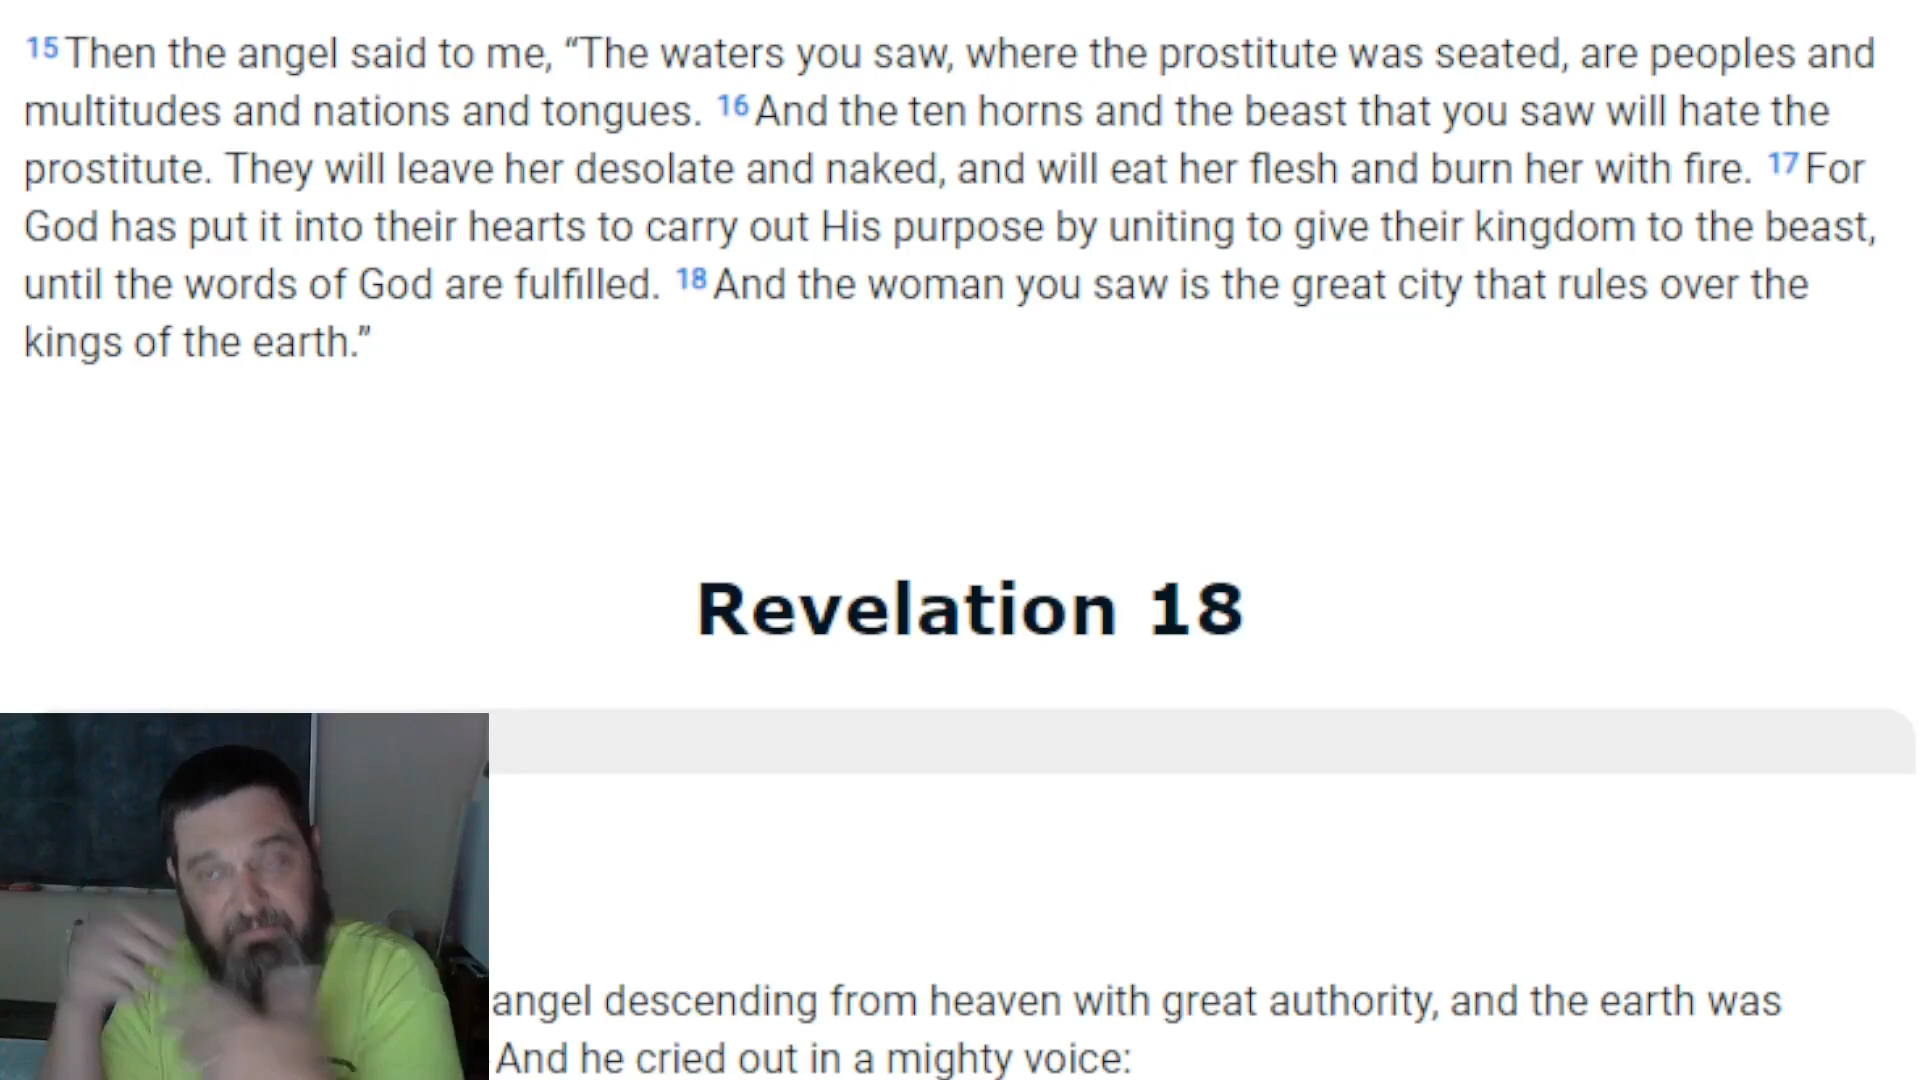 15 Then the angel said to me, “The waters you saw, where the prostitute was seated, are peoples and
multitudes and nations and tongues. 16 And the ten horns and the beast that you saw will hate the
prostitute. They will leave her desolate and naked, and will eat her flesh and burn her with fire. 17 For
God has put it into their hearts to carry out His purpose by uniting to give their kingdom to the beast,
until the words of God are fulfilled. 18 And the woman you saw is the great city that rules over the
kings of the earth.”
Revelation 18
angel descending from heaven with great authority, and the earth was
And he cried out in a mighty voice: